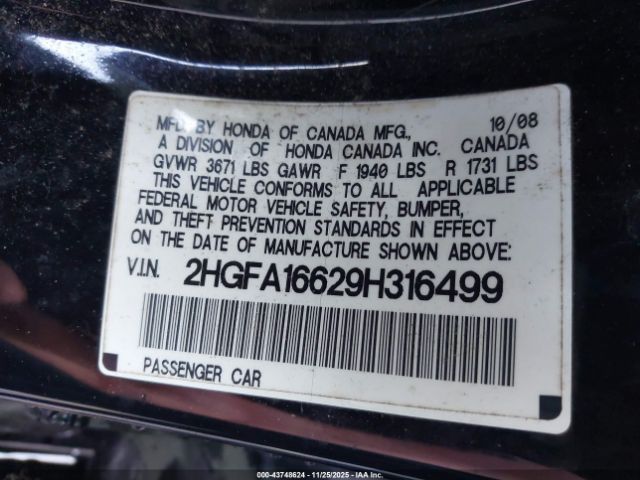 10/08
MFD. BY HONDA OF CANADA MFG.,
A DIVISION OF HONDA CANADA INC. CANADA
GVWR 3671 LBS GAWR F 1940 LBS R 1731 LBS
THIS VEHICLE CONFORMS TO ALL APPLICABLE
FEDERAL MOTOR VEHICLE SAFETY, BUMPER,
AND THEFT PREVENTION STANDARDS IN EFFECT
ON THE DATE OF MANUFACTURE SHOWN ABOVE:
V.I.N. 2HGFA16629H316499
PASSENGER CAR
000-43748624 - 11/25/2025 - COPYRIGHT IAA, LLC.